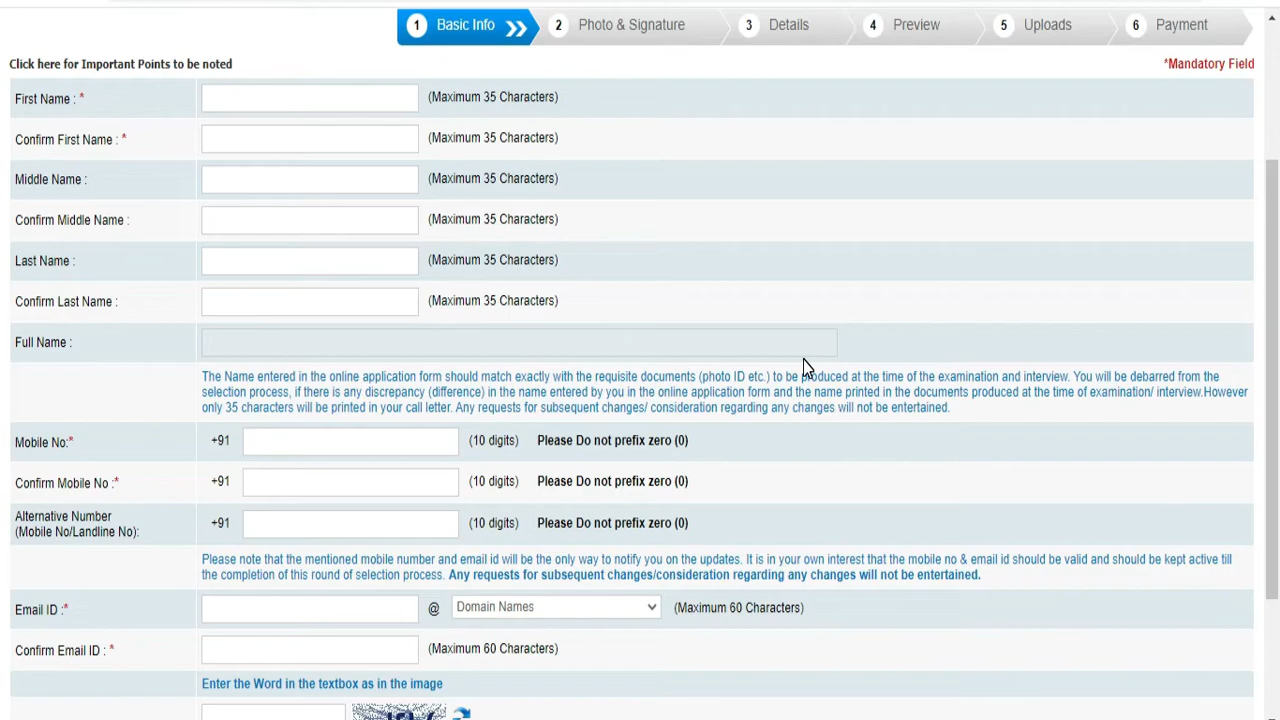 1 Basic Info 2 Photo & Signature 3 Details 4 Preview 5 Uploads 6 Payment
Click here for Important Points to be noted *Mandatory Field
First Name : * (Maximum 35 Characters)
Confirm First Name : * (Maximum 35 Characters)
Middle Name : (Maximum 35 Characters)
Confirm Middle Name : (Maximum 35 Characters)
Last Name : (Maximum 35 Characters)
Confirm Last Name : (Maximum 35 Characters)
Full Name :
The Name entered in the online application form should match exactly with the requisite documents (photo ID etc.) to be produced at the time of the examination and interview. You will be debarred from the
selection process, if there is any discrepancy (difference) in the name entered by you in the online application form and the name printed in the documents produced at the time of examination/ interview.However
only 35 characters will be printed in your call letter. Any requests for subsequent changes/ consideration regarding any changes will not be entertained.
Mobile No:* +91 (10 digits) Please Do not prefix zero (0)
Confirm Mobile No :* +91 (10 digits) Please Do not prefix zero (0)
Alternative Number
(Mobile No/Landline No): +91 (10 digits) Please Do not prefix zero (0)
Please note that the mentioned mobile number and email id will be the only way to notify you on the updates. It is in your own interest that the mobile no & email id should be valid and should be kept active till
the completion of this round of selection process. Any requests for subsequent changes/consideration regarding any changes will not be entertained.
Email ID :* @ Domain Names (Maximum 60 Characters)
Confirm Email ID : * (Maximum 60 Characters)
Enter the Word in the textbox as in the image